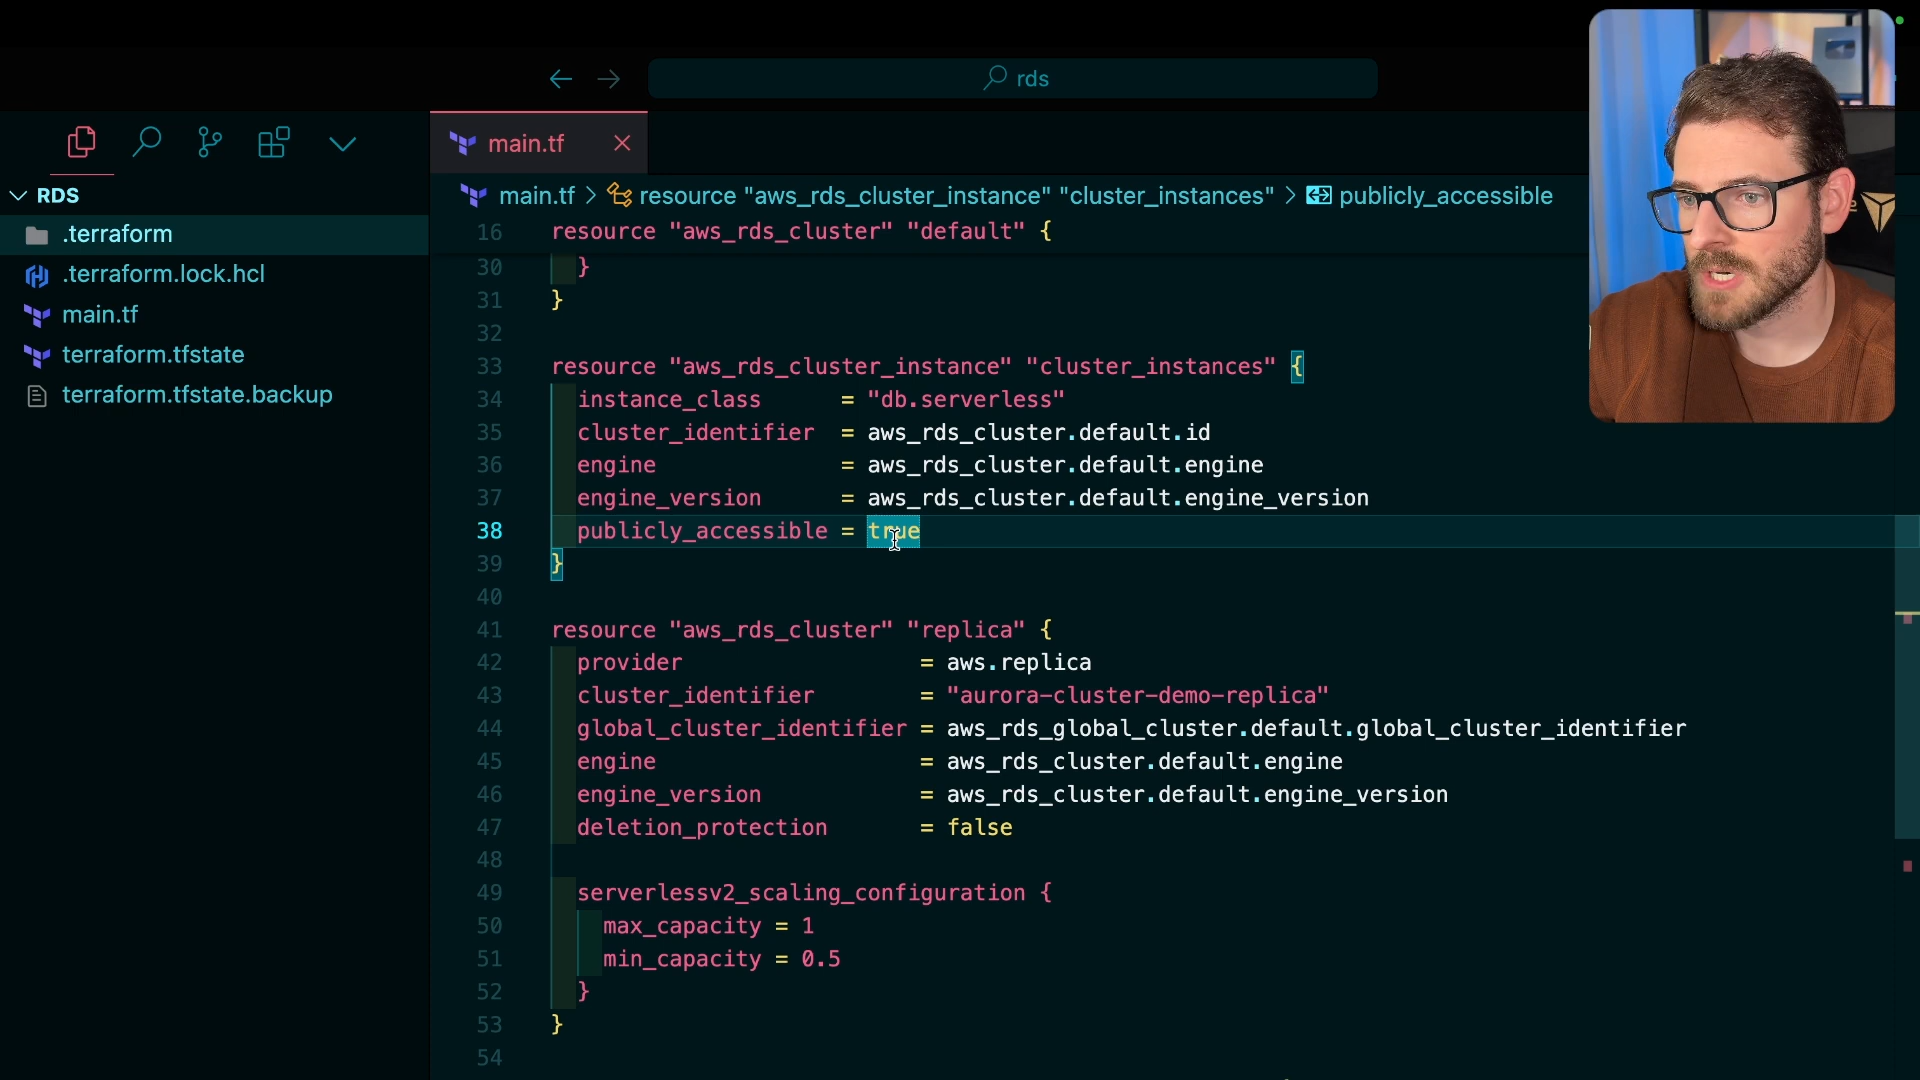 rds
main.tf
RDS
.terraform
.terraform.lock.hcl
main.tf
terraform.tfstate
terraform.tfstate.backup
main.tf > resource "aws_rds_cluster_instance" "cluster_instances" > publicly_accessible
16 resource "aws_rds_cluster" "default" {
30 }
31 }
32
33 resource "aws_rds_cluster_instance" "cluster_instances" {
34 instance_class = "db.serverless"
35 cluster_identifier = aws_rds_cluster.default.id
36 engine = aws_rds_cluster.default.engine
37 engine_version = aws_rds_cluster.default.engine_version
38 publicly_accessible = true
39 }
40
41 resource "aws_rds_cluster" "replica" {
42 provider = aws.replica
43 cluster_identifier = "aurora-cluster-demo-replica"
44 global_cluster_identifier = aws_rds_global_cluster.default.global_cluster_identifier
45 engine = aws_rds_cluster.default.engine
46 engine_version = aws_rds_cluster.default.engine_version
47 deletion_protection = false
48
49 serverlessv2_scaling_configuration {
50 max_capacity = 1
51 min_capacity = 0.5
52 }
53 }
54